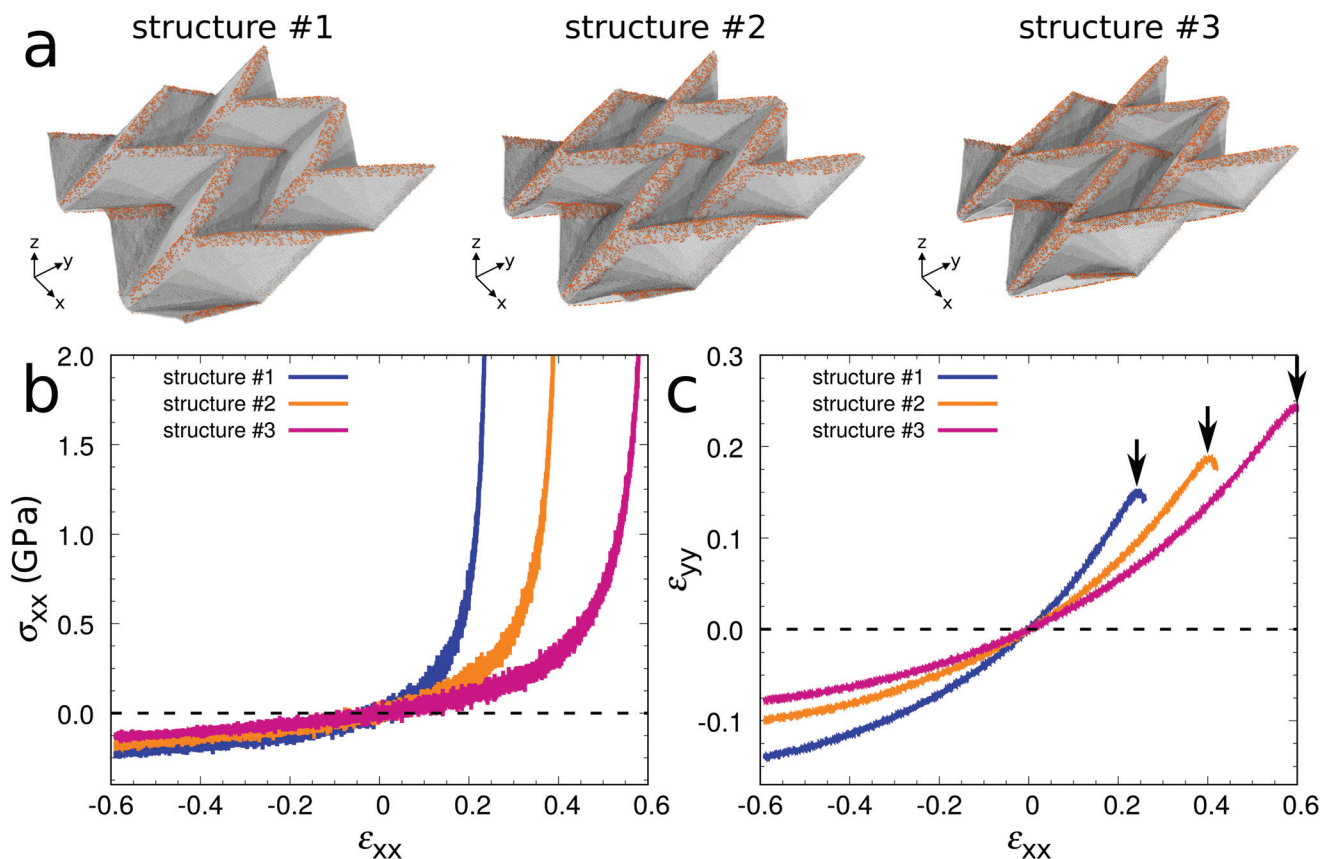 a
structure #1
structure #2
structure #3
z
y
x
z
y
x
z
y
x
b
structure #1
structure #2
structure #3
2.0
1.5
1.0
0.5
0.0
σxx (GPa)
-0.6
-0.4
-0.2
0
0.2
0.4
0.6
εxx
c
structure #1
structure #2
structure #3
0.3
0.2
0.1
0.0
-0.1
εyy
-0.6
-0.4
-0.2
0
0.2
0.4
0.6
εxx